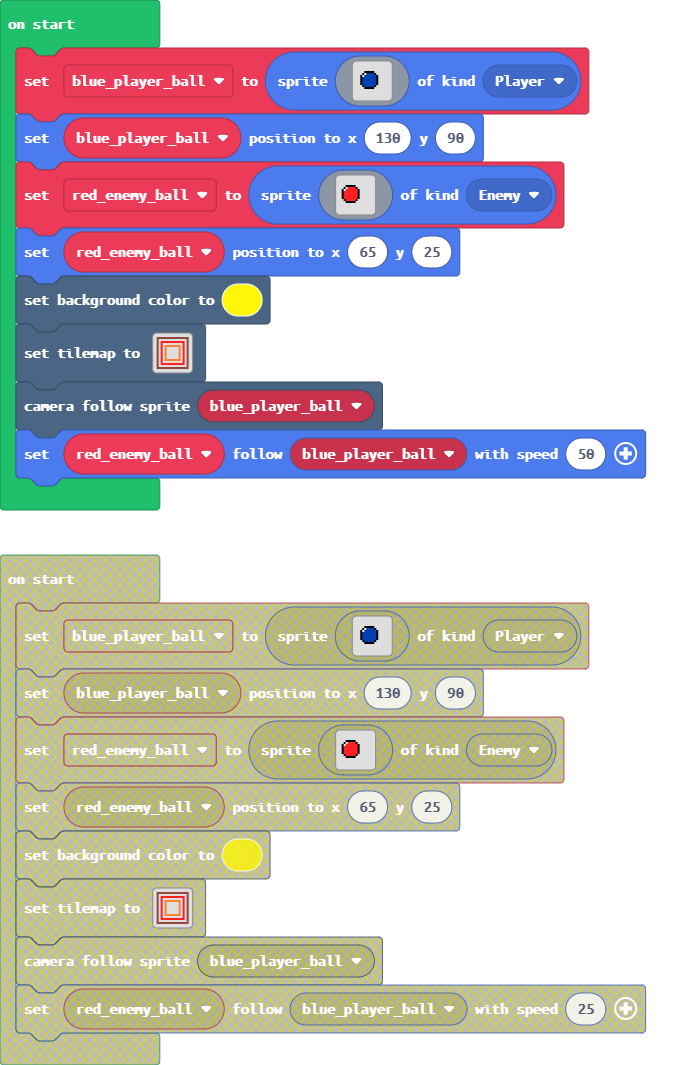 on start
set blue_player_ball to sprite of kind Player
set blue_player_ball position to x 130 y 90
set red_enemy_ball to sprite of kind Enemy
set red_enemy_ball position to x 65 y 25
set background color to
set tilemap to
camera follow sprite blue_player_ball
set red_enemy_ball follow blue_player_ball with speed 50
on start
set blue_player_ball to sprite of kind Player
set blue_player_ball position to x 130 y 90
set red_enemy_ball to sprite of kind Enemy
set red_enemy_ball position to x 65 y 25
set background color to
set tilemap to
camera follow sprite blue_player_ball
set red_enemy_ball follow blue_player_ball with speed 25